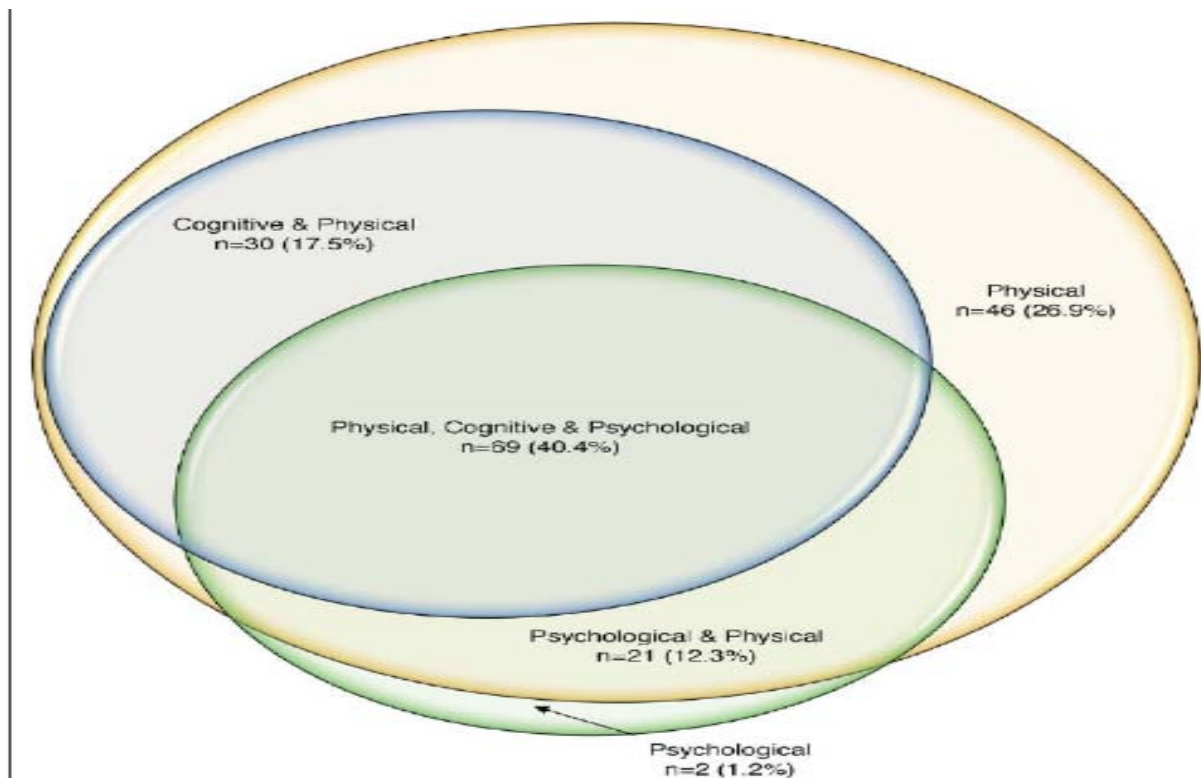 Cognitive & Physical
n=30 (17.5%)
Physical
n=46 (26.9%)
Physical, Cognitive & Psychological
n=69 (40.4%)
Psychological & Physical
n=21 (12.3%)
Psychological
n=2 (1.2%)